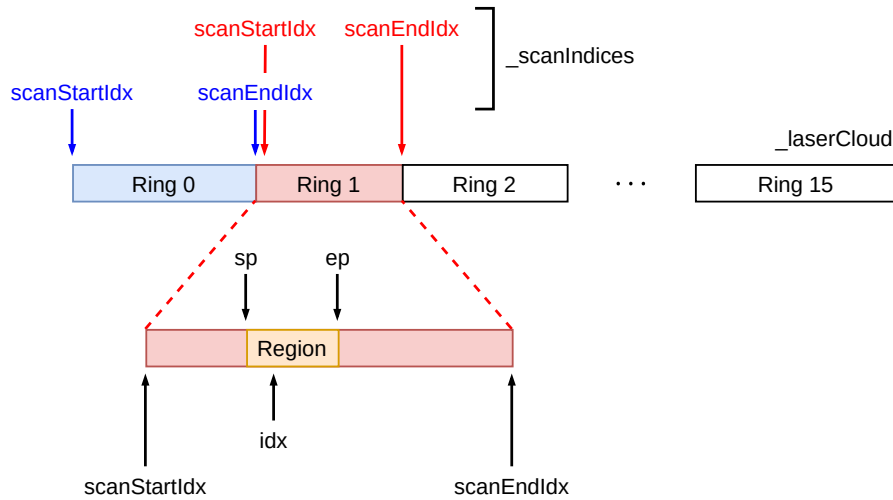 scanStartIdx
scanEndIdx
_scanIndices
scanStartIdx
scanEndIdx
_laserCloud
Ring 0
Ring 1
Ring 2
...
Ring 15
sp
ep
Region
idx
scanStartIdx
scanEndIdx